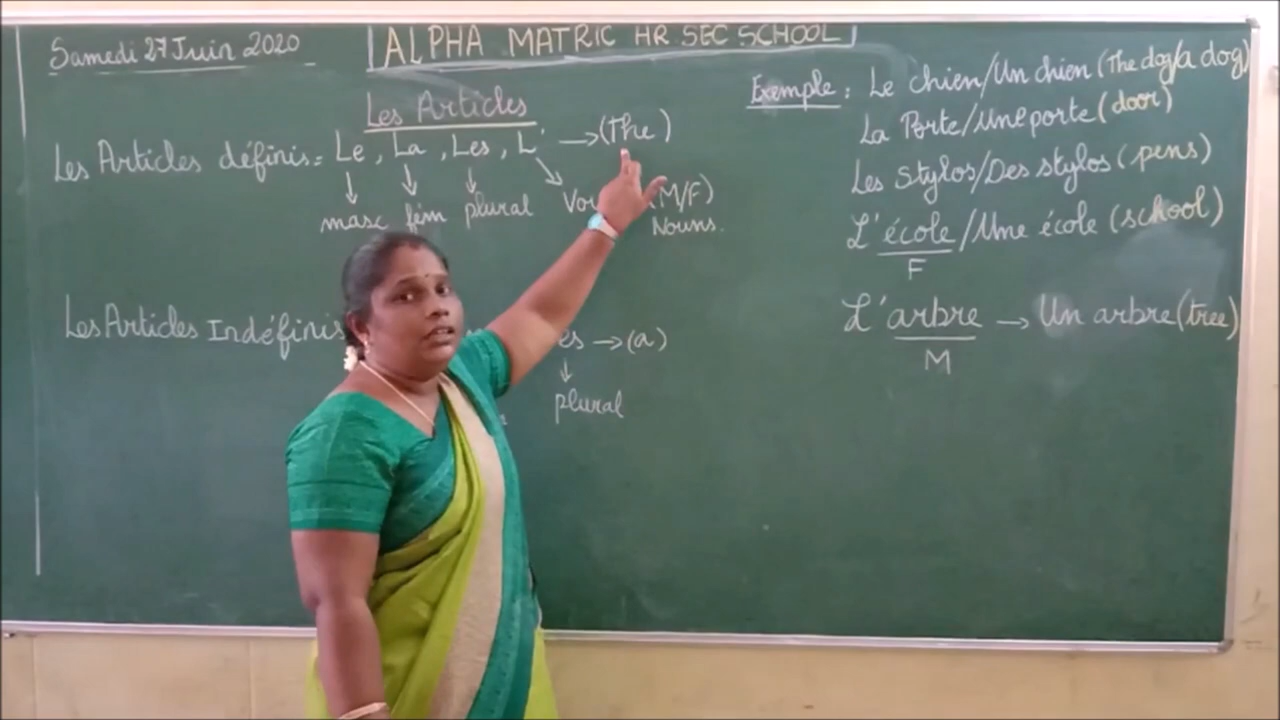 Samedi 27 Juin 2020
ALPHA MATRIC HR SEC SCHOOL
Les Articles
Les Articles définis = Le, La, Les, L' → (The)
↓ ↓ ↓ ↘
masc fém plural (M/F)
Nouns.
Les Articles Indéfinis → (a)
↓
plural
Exemple: Le chien/Un chien (The dog/a dog)
La Porte/Une porte (door)
Les Stylos/Des stylos (pens)
L'école/Une école (school)
F
L'arbre → Un arbre (tree)
M